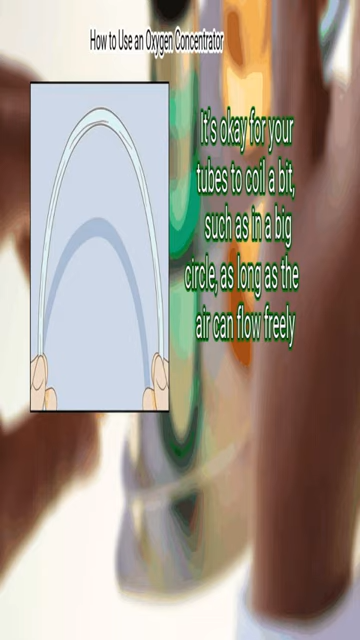 How to Use an Oxygen Concentrator
It's okay for your
tubes to coil a bit,
such as in a big
circle, as long as the
air can flow freely